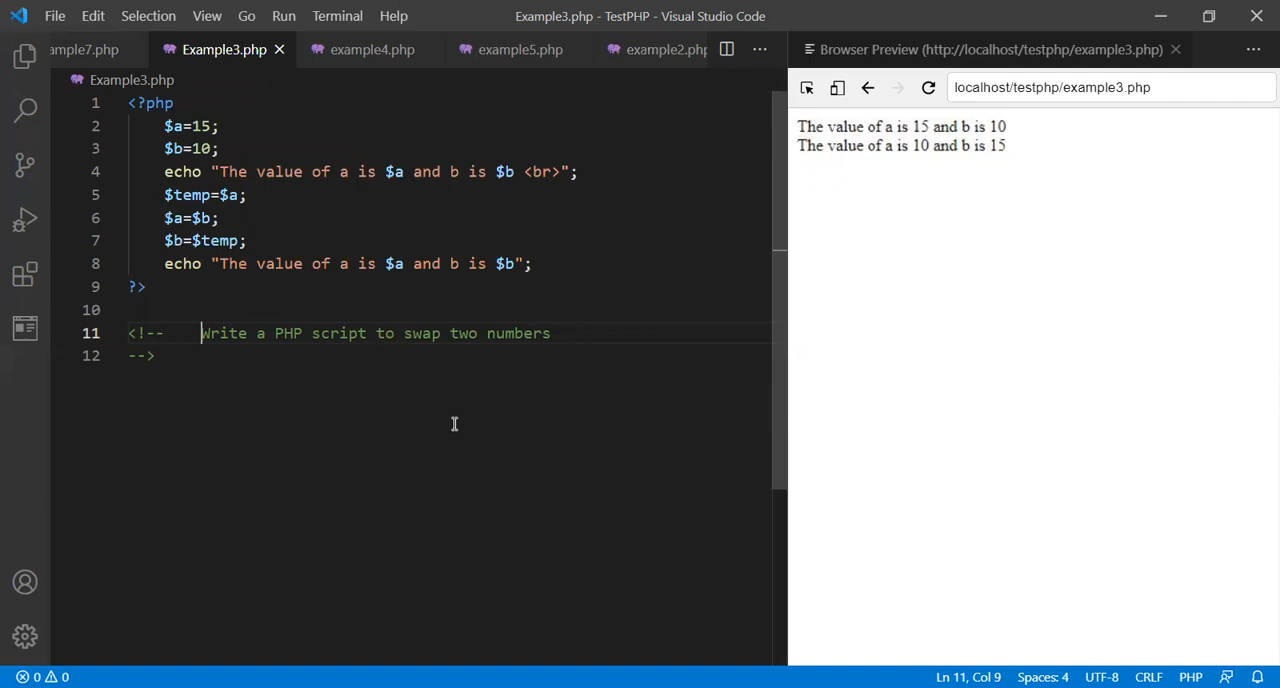 File Edit Selection View Go Run Terminal Help Example3.php - TestPHP - Visual Studio Code
ample7.php Example3.php example4.php example5.php example2.php Browser Preview (http://localhost/testphp/example3.php)
Example3.php
localhost/testphp/example3.php
1 <?php
2 $a=15;
3 $b=10;
4 echo "The value of a is $a and b is $b <br>";
5 $temp=$a;
6 $a=$b;
7 $b=$temp;
8 echo "The value of a is $a and b is $b";
9 ?>
10
11 <!-- Write a PHP script to swap two numbers
12 -->
The value of a is 15 and b is 10
The value of a is 10 and b is 15
0 0 Ln 11, Col 9 Spaces: 4 UTF-8 CRLF PHP